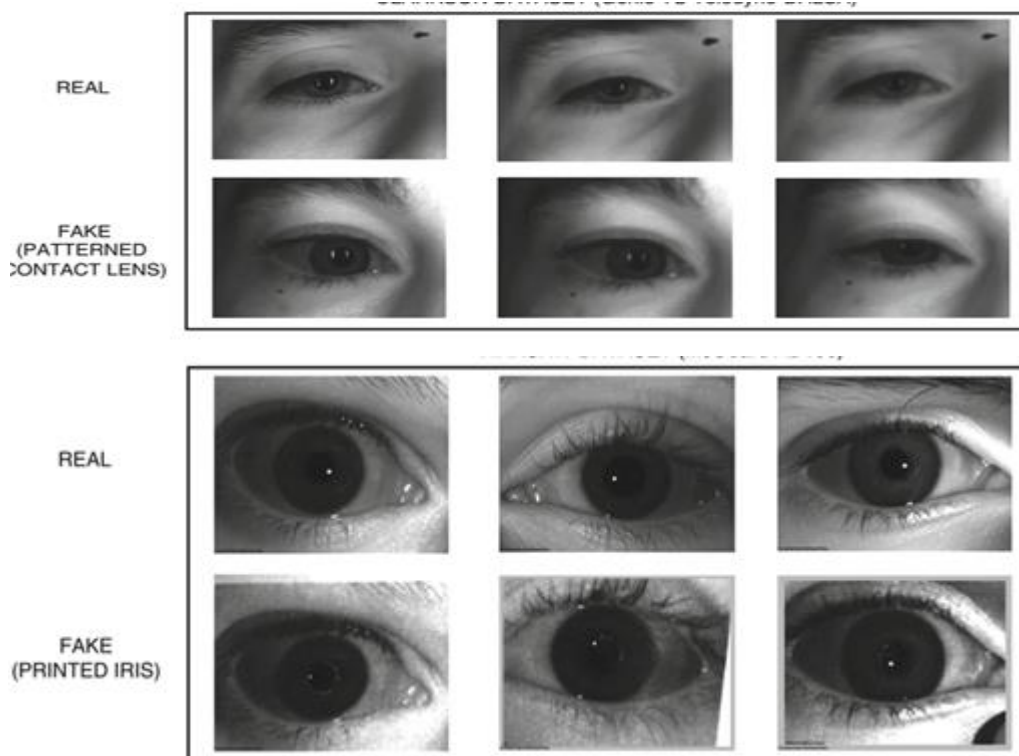 REAL
FAKE
(PATTERNED
CONTACT LENS)
REAL
FAKE
(PRINTED IRIS)